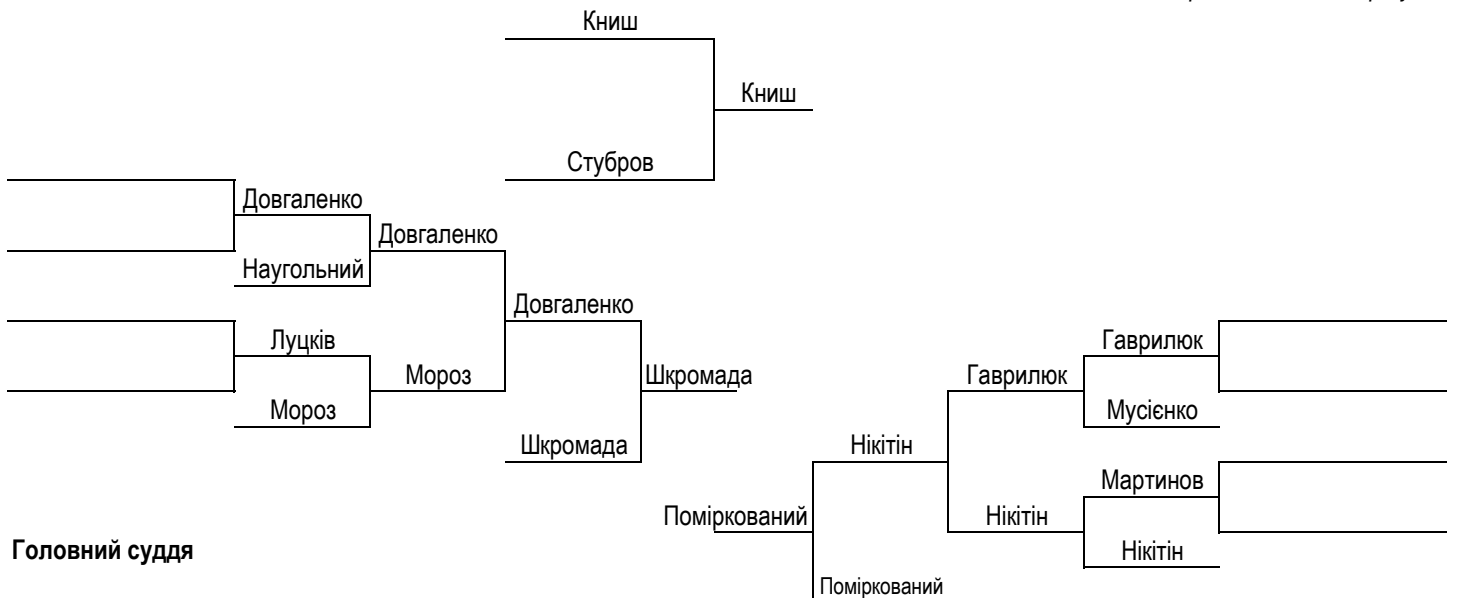 Книш
Книш
Стубров
Довгаленко
Довгаленко
Наугольний
Довгаленко
Луцків
Гаврилюк
Мороз
Шкромада
Гаврилюк
Мороз
Мусієнко
Шкромада
Нікітін
Мартинов
Поміркований
Нікітін
Головний суддя
Нікітін
Поміркований